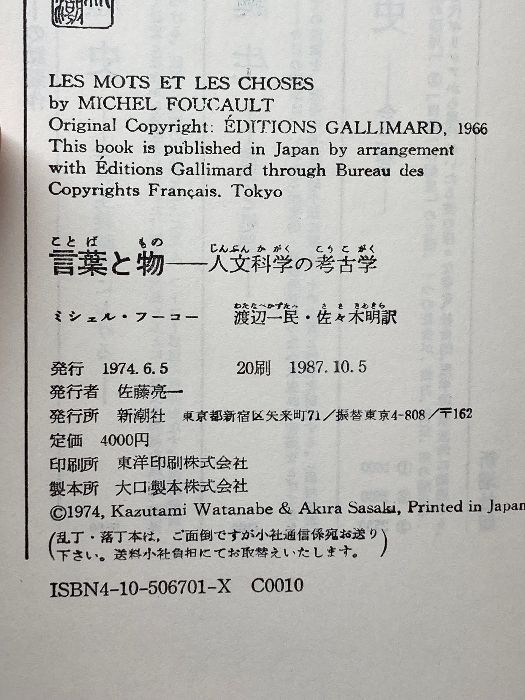 LES MOTS ET LES CHOSES
by MICHEL FOUCAULT
Original Copyright: ÉDITIONS GALLIMARD, 1966
This book is published in Japan by arrangement
with Éditions Gallimard through Bureau des
Copyrights Français. Tokyo
ことば もの じんぶんかがく こうこがく
言葉と物――人文科学の考古学
わたなべかずたみ ささきあきら
ミシェル・フーコー 渡辺一民・佐々木明訳
発行 1974.6.5 20刷 1987.10.5
発行者 佐藤亮一
発行所 新潮社 東京都新宿区矢来町71/振替東京4-808/〒162
定価 4000円
印刷所 東洋印刷株式会社
製本所 大口製本株式会社
©1974, Kazutami Watanabe & Akira Sasaki, Printed in Japan
(乱丁・落丁本は,ご面倒ですが小社通信係宛お送り
下さい。送料小社負担にてお取替えいたします。)
ISBN4-10-506701-X C0010